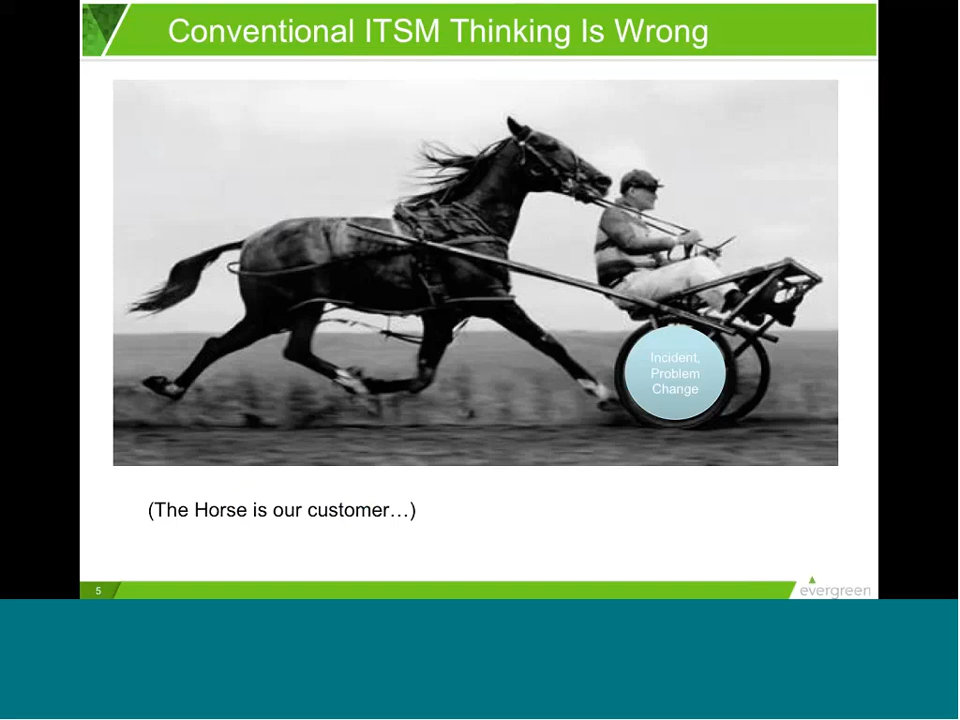 Conventional ITSM Thinking Is Wrong
Incident,
Problem
Change
(The Horse is our customer…)
5
evergreen